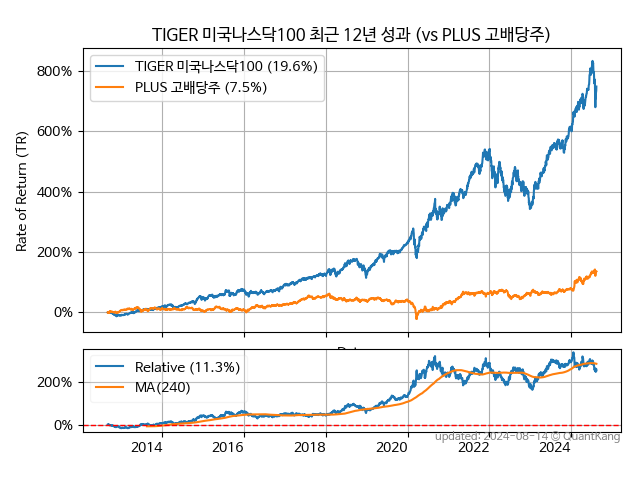 TIGER 미국나스닥100 최근 12년 성과 (vs PLUS 고배당주)
TIGER 미국나스닥100 (19.6%)
PLUS 고배당주 (7.5%)
Rate of Return (TR)
800%
600%
400%
200%
0%
Relative (11.3%)
MA(240)
200%
0%
2014 2016 2018 2020 2022 2024
updated: 2024-08-14 © QuantKang